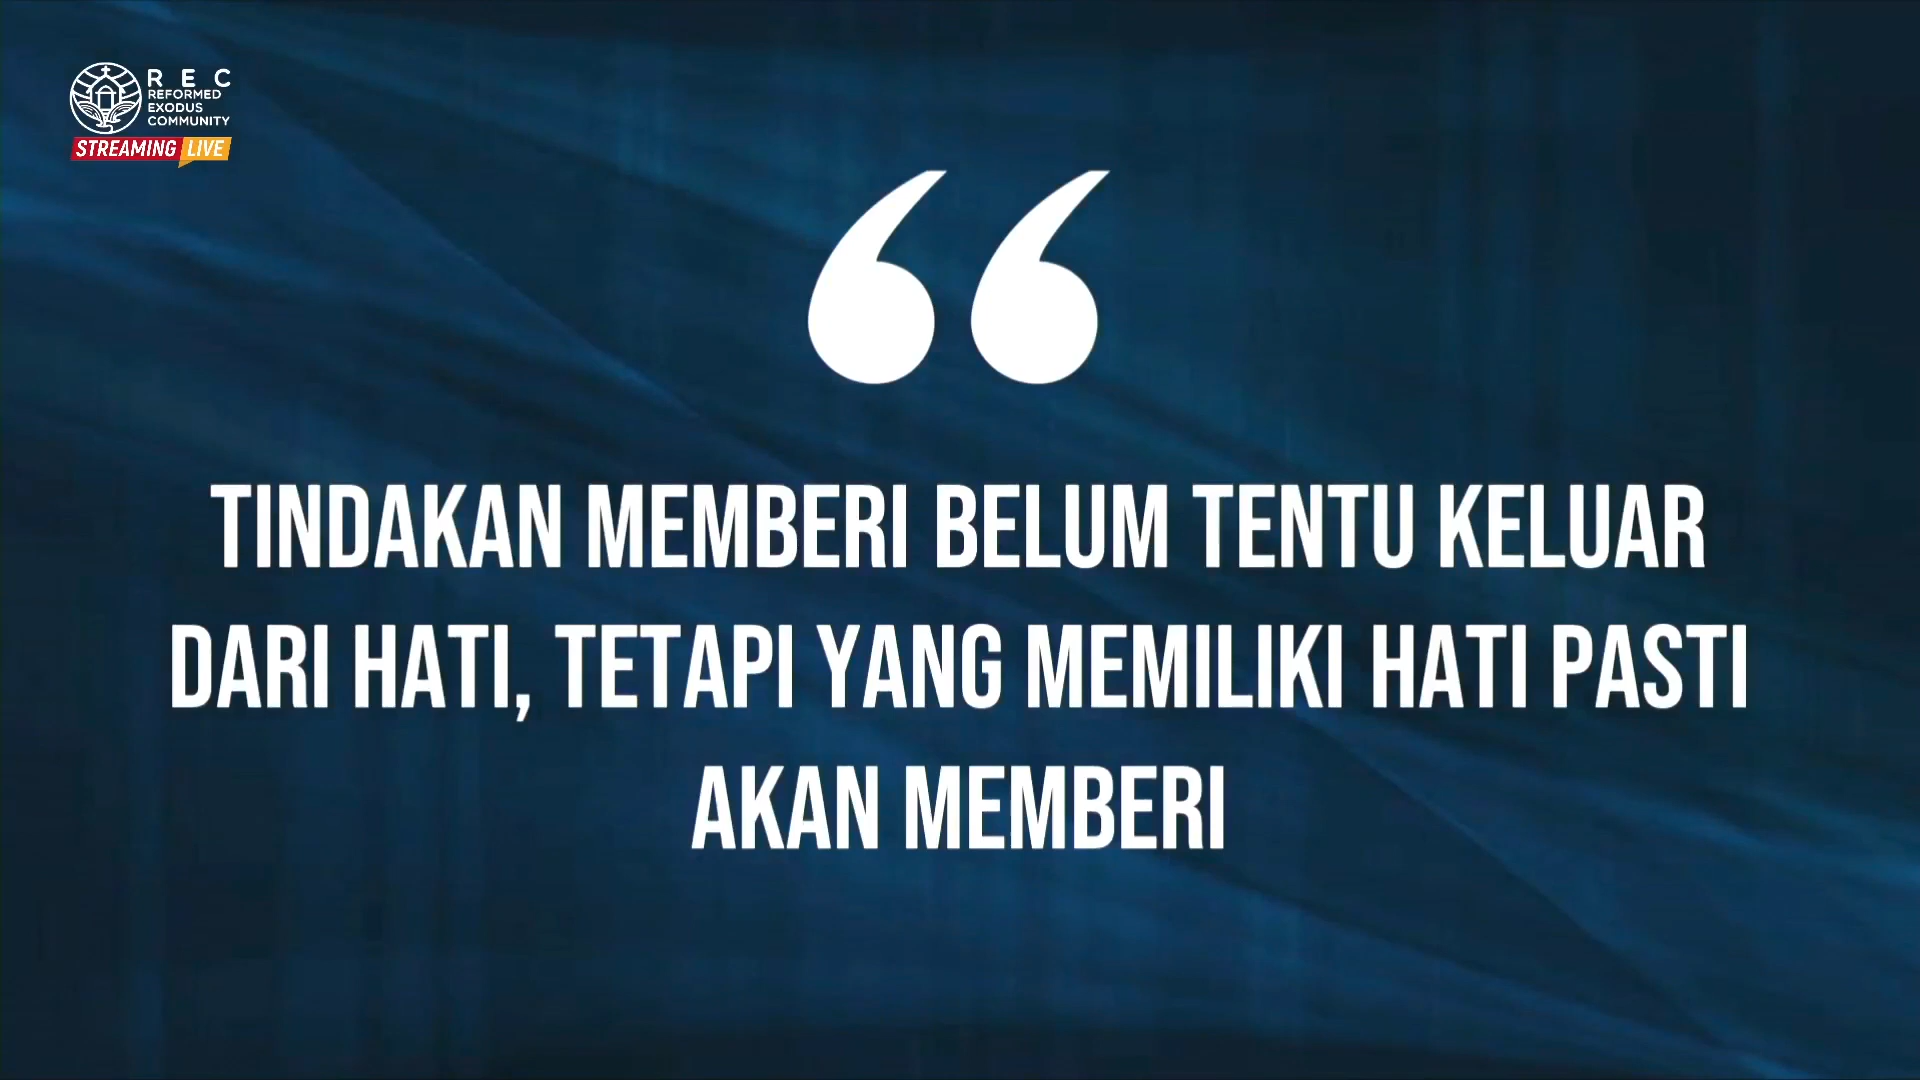 REC
REFORMED
EXODUS
COMMUNITY
STREAMING LIVE
“
TINDAKAN MEMBERI BELUM TENTU KELUAR
DARI HATI, TETAPI YANG MEMILIKI HATI PASTI
AKAN MEMBERI